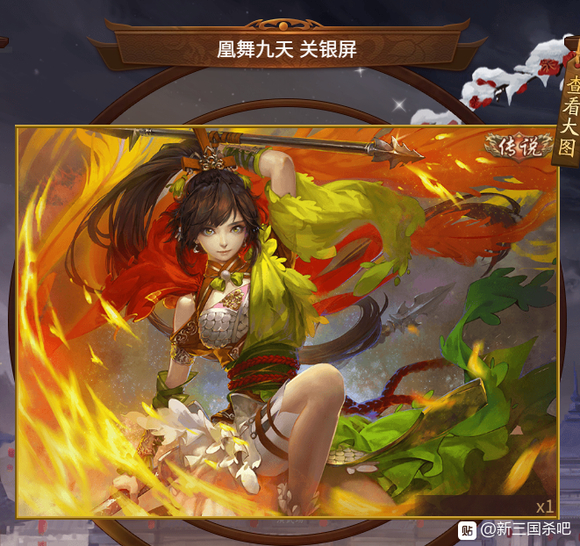 凰舞九天 关银屏
查看大图
传说
x1
贴 @新三国杀吧